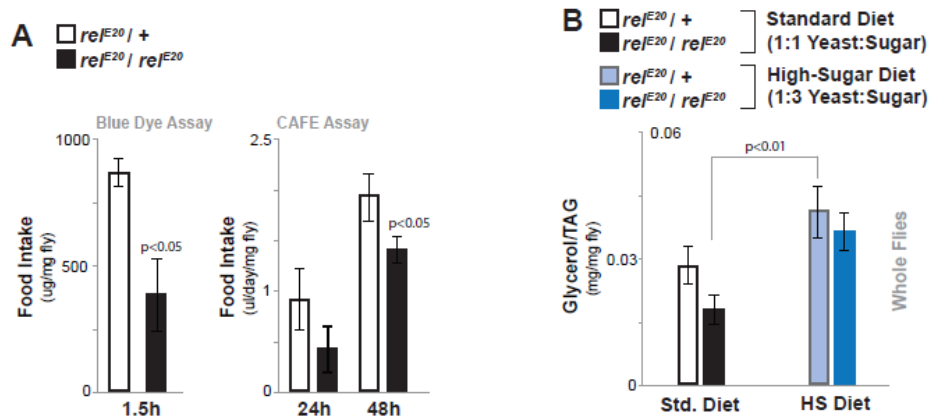 A
rel^E20 / +
rel^E20 / rel^E20
Blue Dye Assay
Food Intake
(ug/mg fly)
1000
500
0
p<0.05
1.5h
CAFE Assay
Food Intake
(ul/day/mg fly)
2.5
1
0
p<0.05
24h
48h
B
rel^E20 / +
rel^E20 / rel^E20
Standard Diet
(1:1 Yeast:Sugar)
rel^E20 / +
rel^E20 / rel^E20
High-Sugar Diet
(1:3 Yeast:Sugar)
Glycerol/TAG
(mg/mg fly)
0.06
0.03
0
p<0.01
Std. Diet
HS Diet
Whole Flies